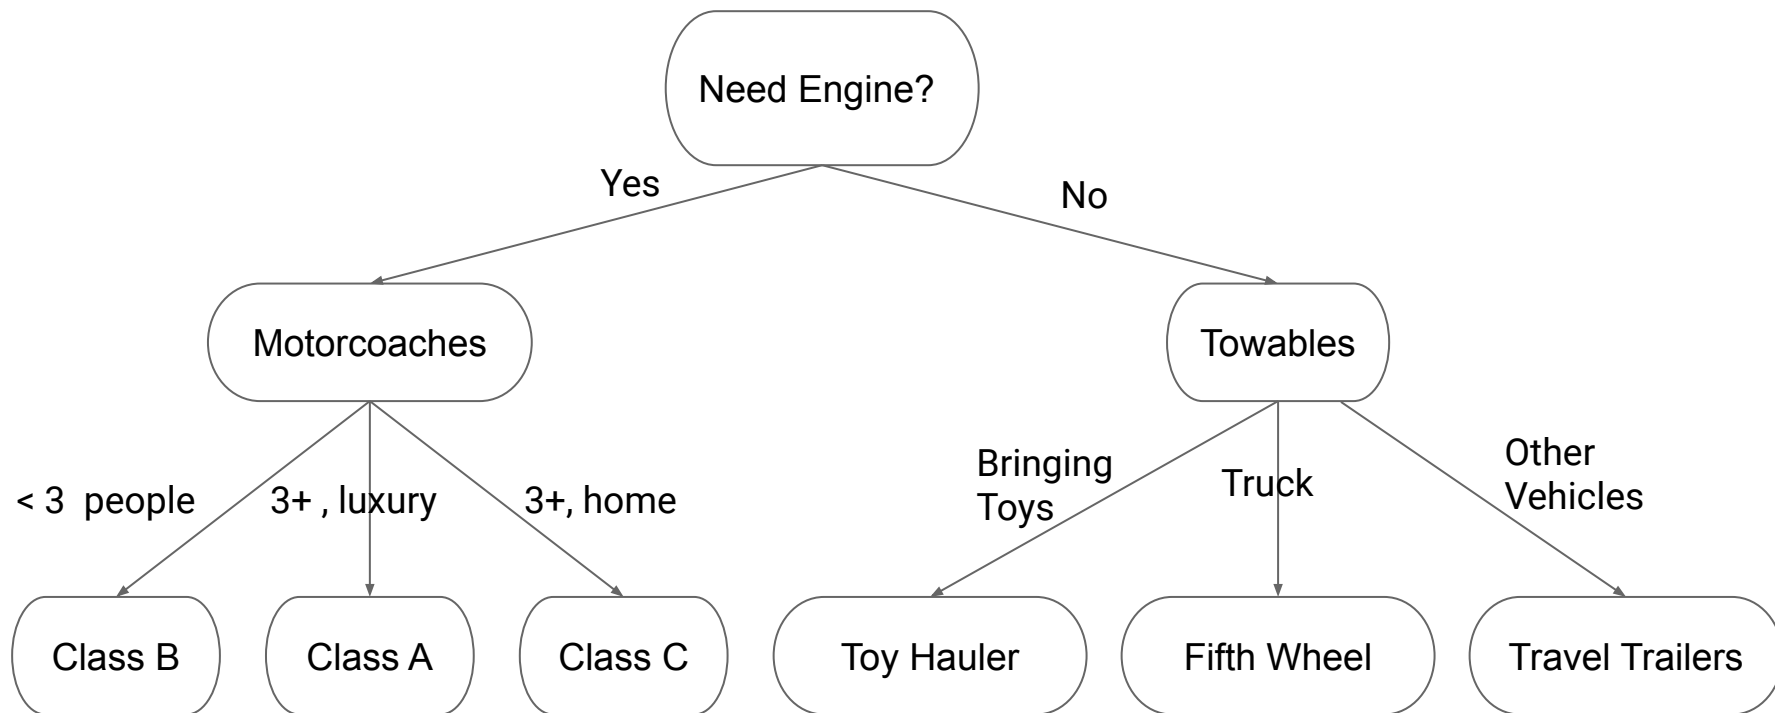 Need Engine?
Yes
No
Motorcoaches
Towables
< 3  people
3+ , luxury
3+, home
Bringing
Toys
Truck
Other
Vehicles
Class B
Class A
Class C
Toy Hauler
Fifth Wheel
Travel Trailers